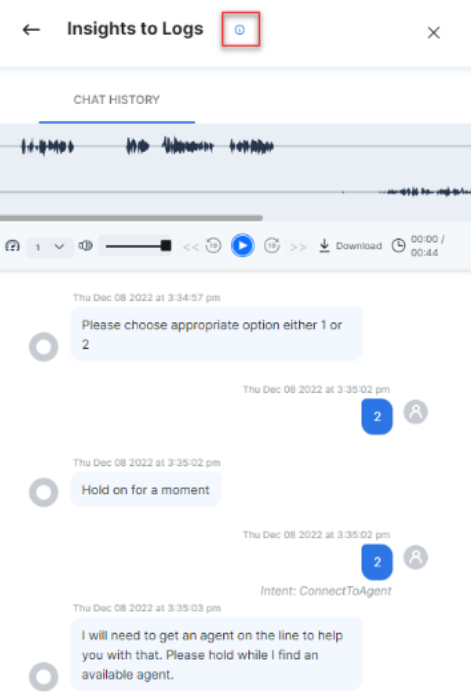 Insights to Logs
CHAT HISTORY
1
<<
10
10
>>
Download
00:00 /
00:44
Thu Dec 08 2022 at 3:34:57 pm
Please choose appropriate option either 1 or
2
Thu Dec 08 2022 at 3:35:02 pm
2
Thu Dec 08 2022 at 3:35:02 pm
Hold on for a moment
Thu Dec 08 2022 at 3:35:02 pm
2
Intent: ConnectToAgent
Thu Dec 08 2022 at 3:35:03 pm
I will need to get an agent on the line to help
you with that. Please hold while I find an
available agent.